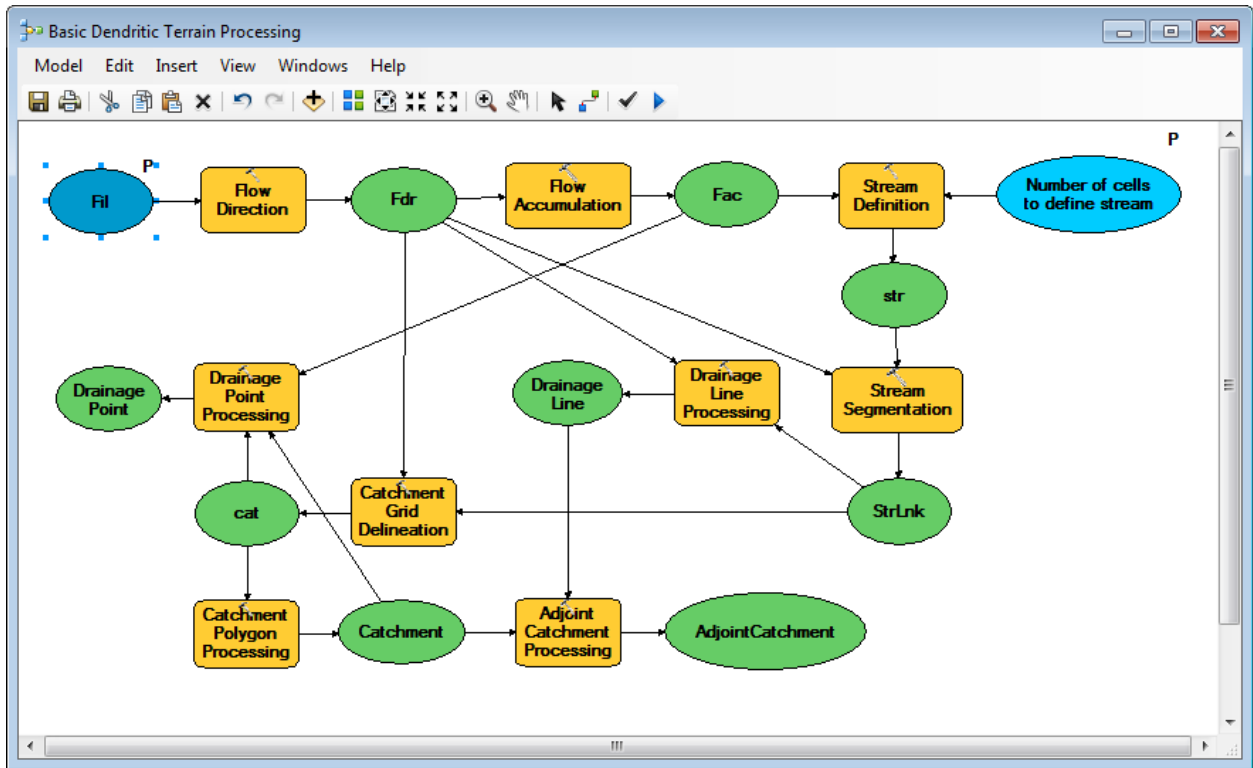 Basic Dendritic Terrain Processing
Model Edit Insert View Windows Help
P
P
Fil
Flow
Direction
Fdr
Flow
Accumulation
Fac
Stream
Definition
Number of cells
to define stream
str
Drainage
Point
Drainage
Point
Processing
Drainage
Line
Drainage
Line
Processing
Stream
Segmentation
cat
Catchment
Grid
Delineation
StrLnk
Catchment
Polygon
Processing
Catchment
Adjoint
Catchment
Processing
AdjointCatchment